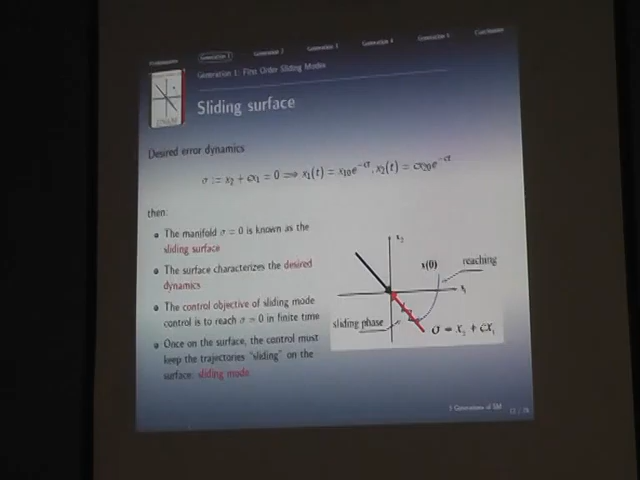 Generation 1
Generation 2
Generation 3
Generation 4
Generation 5
Conclusion
Generation 1: First Order Sliding Modes
Sliding surface
Desired error dynamics
σ := x₂ + cx₁ = 0 ⟹ x₁(t) = x₁₀e^−ct, x₂(t) = cx₂₀e^−ct
then:
The manifold σ = 0 is known as the
sliding surface
The surface characterizes the desired
dynamics
The control objective of sliding mode
control is to reach σ = 0 in finite time
Once on the surface, the control must
keep the trajectories "sliding" on the
surface: sliding mode
x₂
x(0)
reaching
x₁
sliding phase
σ = x₂ + cx₁
5 Generations of SM